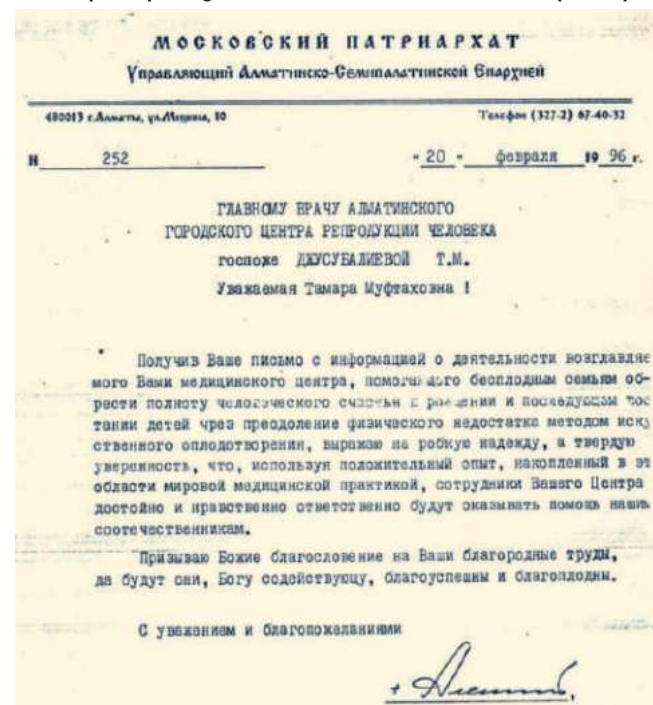 МОСКОВСКИЙ ПАТРИАРХАТ
Управляющий Алматинско-Семипалатинской Епархией
480013 г.Алматы, ул.Минина, 10 Телефон (327-2) 67-40-32
N 252 "20" февраля 1996 г.
ГЛАВНОМУ ВРАЧУ АЛМАТИНСКОГО
ГОРОДСКОГО ЦЕНТРА РЕПРОДУКЦИИ ЧЕЛОВЕКА
госпоже ДЖУСУБАЛИЕВОЙ Т.М.
Уважаемая Тамара Муфтаховна !
Получив Ваше письмо с информацией о деятельности возглавляе
мого Вами медицинского центра, помогающего бесплодным семьям об-
рести полноту человеческого счастья в рождении и последующем вос
тании детей чрез преодоление физического недостатка методом иску
ственного оплодотворения, выражаю не робкую надежду, а твердую
уверенность, что, используя положительный опыт, накопленный в эт
области мировой медицинской практикой, сотрудники Вашего Центра
достойно и нравственно ответственно будут оказывать помощь нашим
соотечественникам.
Призываю Божие благословение на Ваши благородные труды,
да будут они, Богу содействующу, благоуспешны и благоплодны.
С уважением и благопожеланиями